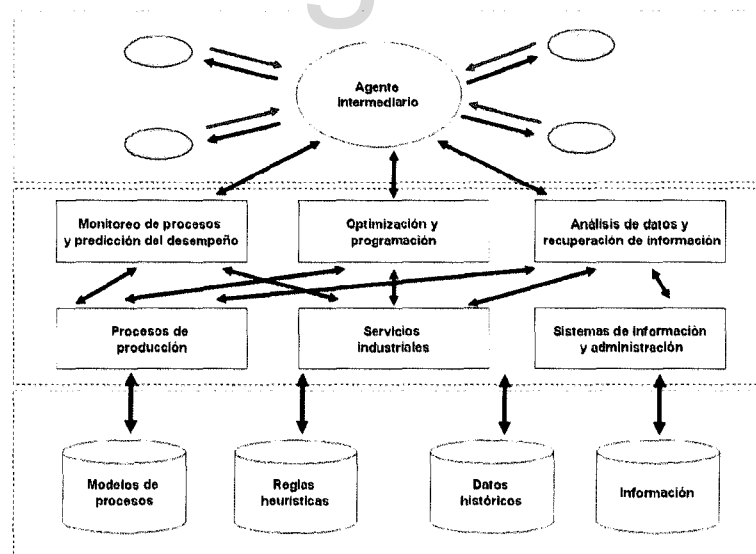 Agente
intermediario
Monitoreo de procesos
y predicción del desempeño
Optimización y
programación
Análisis de datos y
recuperación de información
Procesos de
producción
Servicios
industriales
Sistemas de información
y administración
Modelos de
procesos
Reglas
heurísticas
Datos
históricos
Información